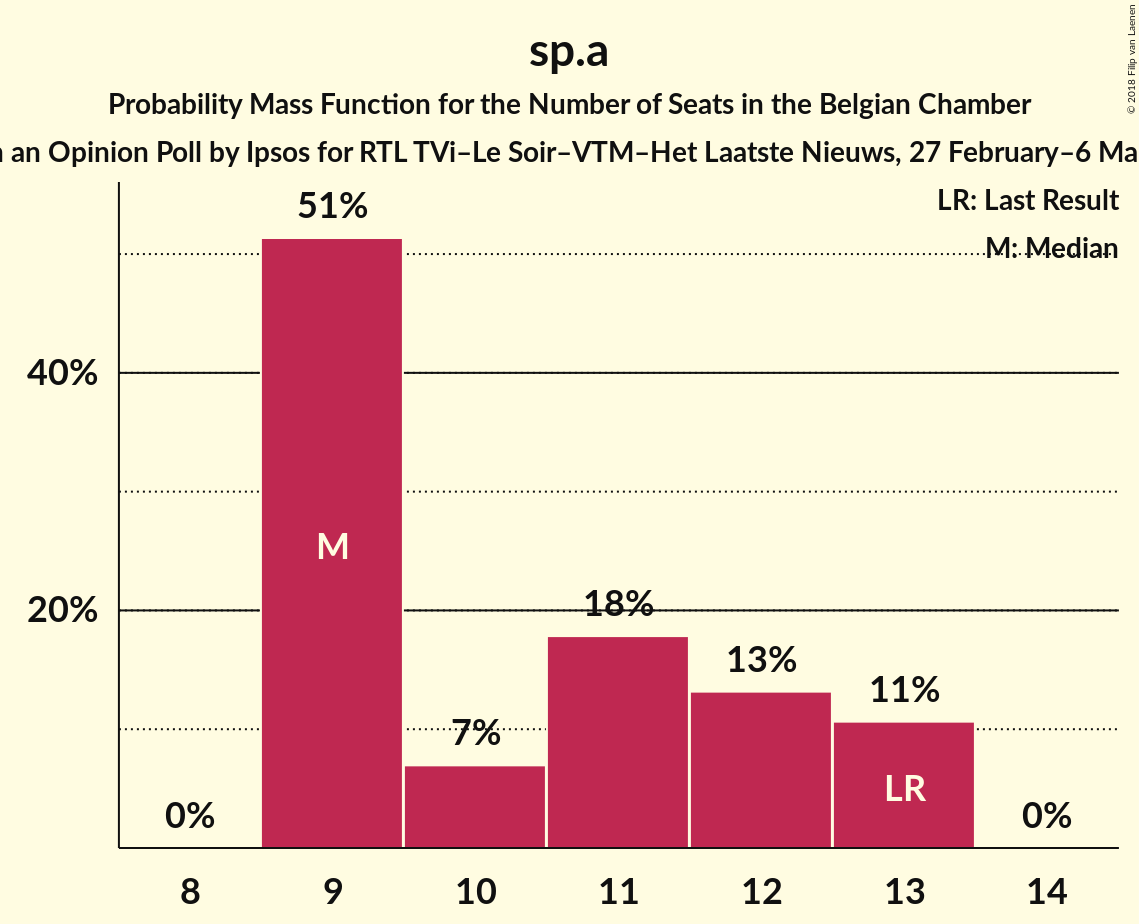 sp.a
Probability Mass Function for the Number of Seats in the Belgian Chamber
an Opinion Poll by Ipsos for RTL TVi–Le Soir–VTM–Het Laatste Nieuws, 27 February–6
© 2018 Filip van Laenen
LR: Last Result
M: Median
51%
40%
M
20%
18%
13%
11%
7%
LR
0%
0%
8 9 10 11 12 13 14